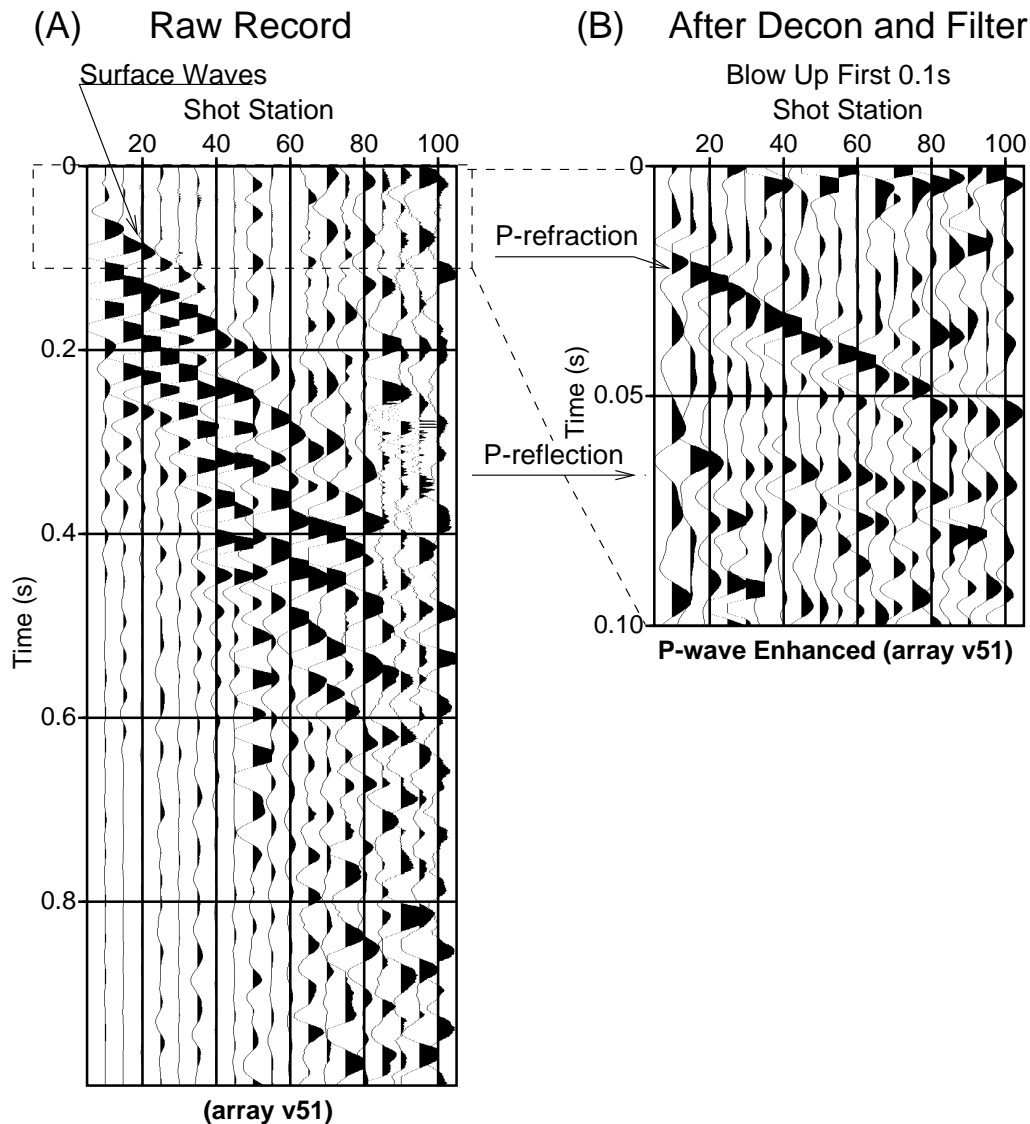 (A) Raw Record
Surface Waves
Shot Station
20 40 60 80 100
0
0.2
0.4
0.6
0.8
Time (s)
(array v51)
(B) After Decon and Filter
Blow Up First 0.1s
Shot Station
20 40 60 80 100
0
0.05
0.10
Time (s)
P-refraction
P-reflection
P-wave Enhanced (array v51)